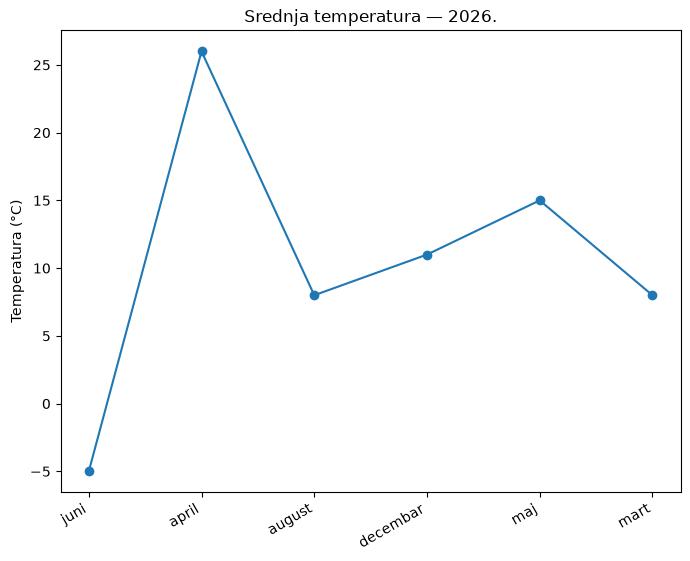 Srednja temperatura — 2026.
Temperatura (°C)
25
20
15
10
5
0
−5
juni
april
august
decembar
maj
mart